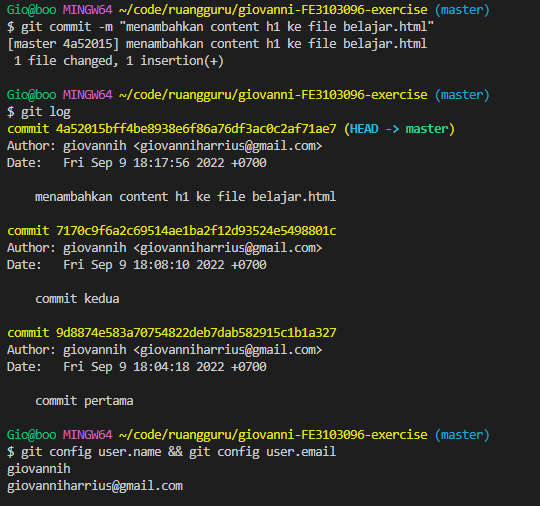 Gio@boo MINGW64 ~/code/ruangguru/giovanni-FE3103096-exercise (master)
$ git commit -m "menambahkan content h1 ke file belajar.html"
[master 4a52015] menambahkan content h1 ke file belajar.html
 1 file changed, 1 insertion(+)

Gio@boo MINGW64 ~/code/ruangguru/giovanni-FE3103096-exercise (master)
$ git log
commit 4a52015bff4be8938e6f86a76df3ac0c2af71ae7 (HEAD -> master)
Author: giovannih <giovanniharrius@gmail.com>
Date:   Fri Sep 9 18:17:56 2022 +0700

    menambahkan content h1 ke file belajar.html

commit 7170c9f6a2c69514ae1ba2f12d93524e5498801c
Author: giovannih <giovanniharrius@gmail.com>
Date:   Fri Sep 9 18:08:10 2022 +0700

    commit kedua

commit 9d8874e583a70754822deb7dab582915c1b1a327
Author: giovannih <giovanniharrius@gmail.com>
Date:   Fri Sep 9 18:04:18 2022 +0700

    commit pertama

Gio@boo MINGW64 ~/code/ruangguru/giovanni-FE3103096-exercise (master)
$ git config user.name && git config user.email
giovannih
giovanniharrius@gmail.com